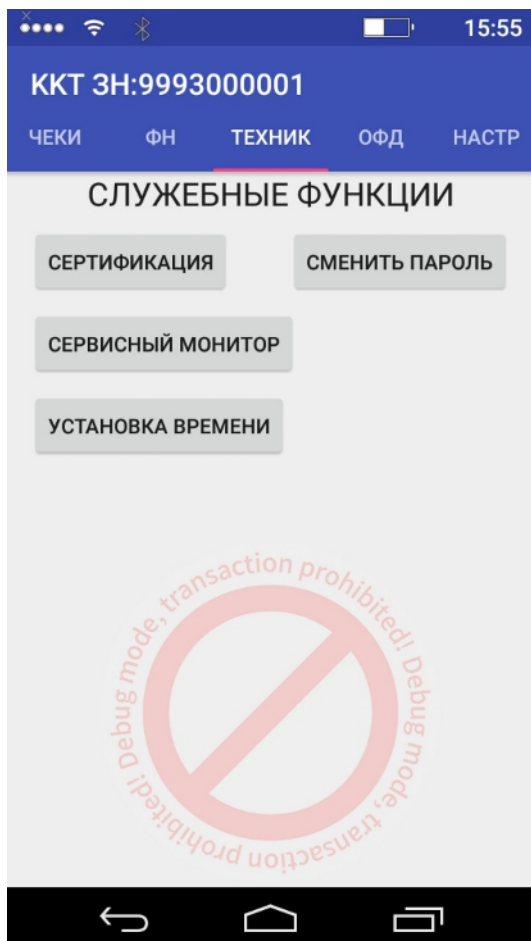 15:55
ККТ ЗН:9993000001
ЧЕКИ ФН ТЕХНИК ОФД НАСТР
СЛУЖЕБНЫЕ ФУНКЦИИ
СЕРТИФИКАЦИЯ СМЕНИТЬ ПАРОЛЬ
СЕРВИСНЫЙ МОНИТОР
УСТАНОВКА ВРЕМЕНИ
Debug mode, transaction prohibited! Debug mode, transaction prohibited!